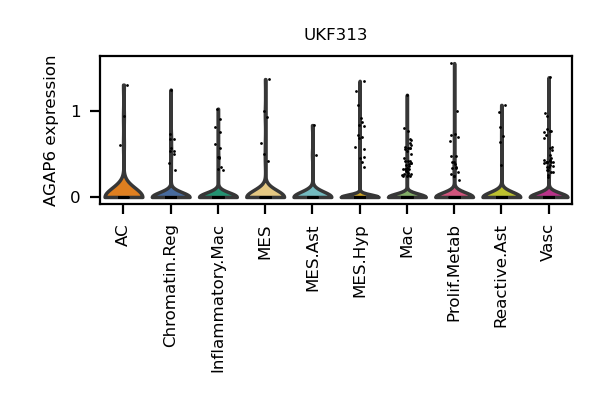 UKF313
AGAP6 expression
1
0
AC
Chromatin.Reg
Inflammatory.Mac
MES
MES.Ast
MES.Hyp
Mac
Prolif.Metab
Reactive.Ast
Vasc